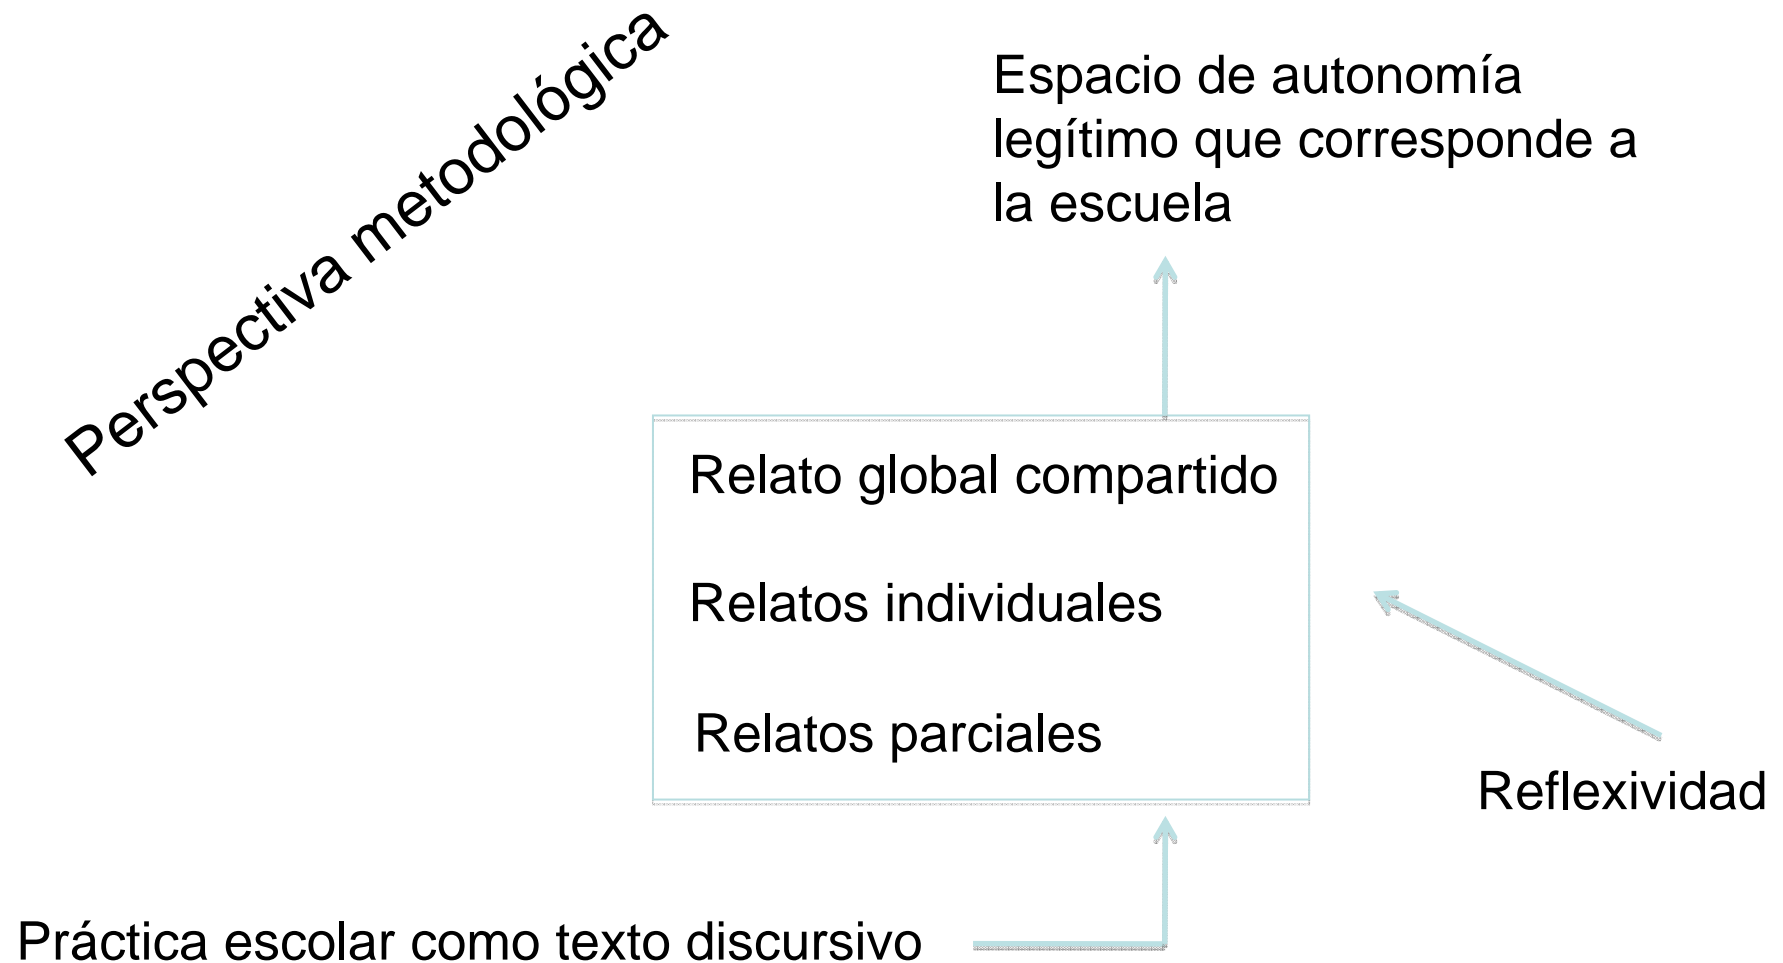 Perspectiva metodológica
Espacio de autonomía
legítimo que corresponde a
la escuela
Relato global compartido
Relatos individuales
Relatos parciales
Reflexividad
Práctica escolar como texto discursivo